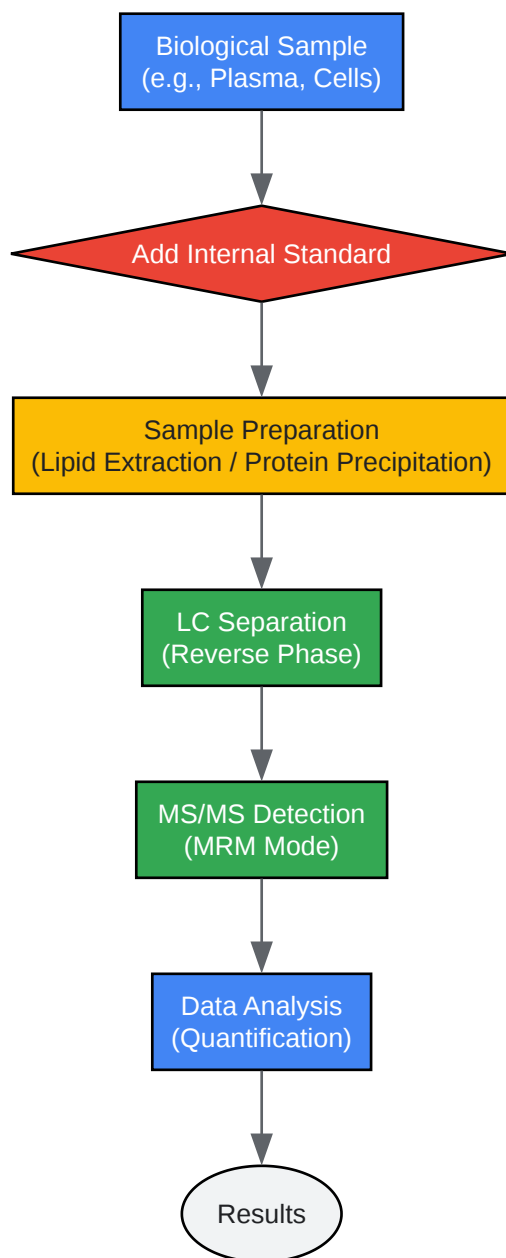 Biological Sample
(e.g., Plasma, Cells)
Add Internal Standard
Sample Preparation
(Lipid Extraction / Protein Precipitation)
LC Separation
(Reverse Phase)
MS/MS Detection
(MRM Mode)
Data Analysis
(Quantification)
Results